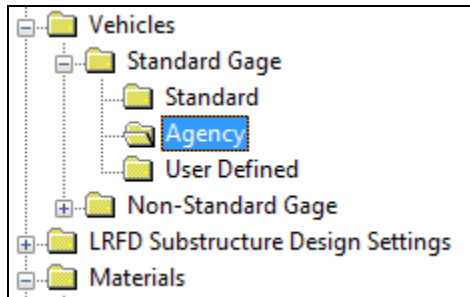 Vehicles
Standard Gage
Standard
Agency
User Defined
Non-Standard Gage
LRFD Substructure Design Settings
Materials